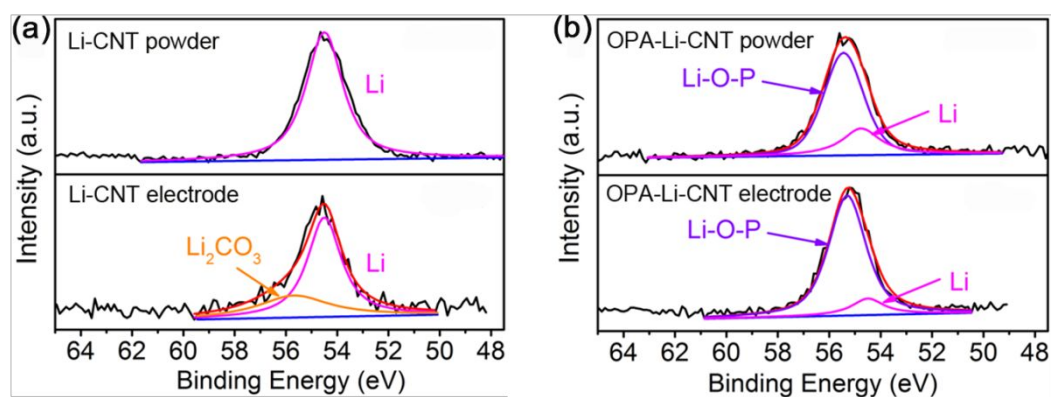 (a)
Li-CNT powder
Li
Li-CNT electrode
Li₂CO₃
Li
Intensity (a.u.)
64 62 60 58 56 54 52 50 48
Binding Energy (eV)
(b)
OPA-Li-CNT powder
Li-O-P
Li
OPA-Li-CNT electrode
Li-O-P
Li
Intensity (a.u.)
64 62 60 58 56 54 52 50 48
Binding Energy (eV)